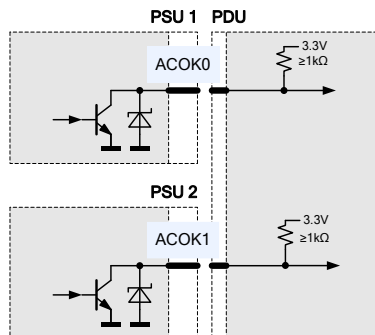 PSU 1 PDU
ACOK0
3.3V
≥1kΩ
PSU 2
ACOK1
3.3V
≥1kΩ